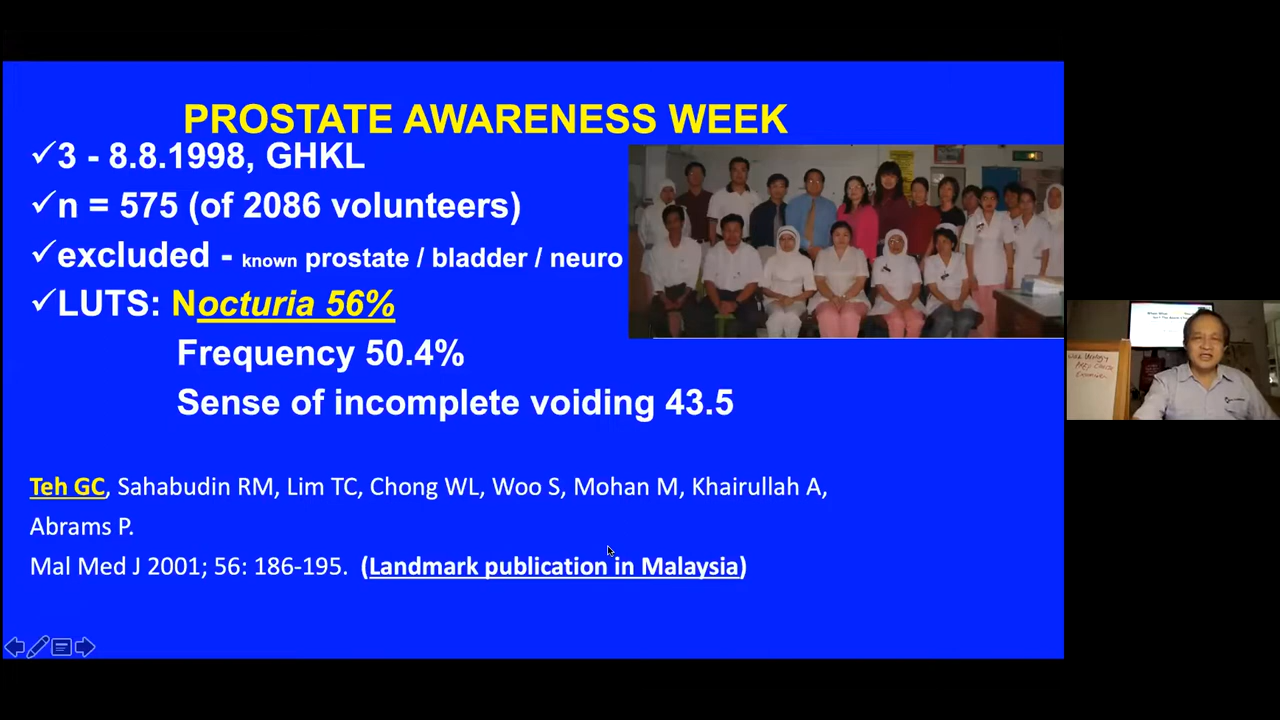 PROSTATE AWARENESS WEEK
✓3 - 8.8.1998, GHKL
✓n = 575 (of 2086 volunteers)
✓excluded - known prostate / bladder / neuro
✓LUTS: Nocturia 56%
Frequency 50.4%
Sense of incomplete voiding 43.5
Teh GC, Sahabudin RM, Lim TC, Chong WL, Woo S, Mohan M, Khairullah A,
Abrams P.
Mal Med J 2001; 56: 186-195. (Landmark publication in Malaysia)